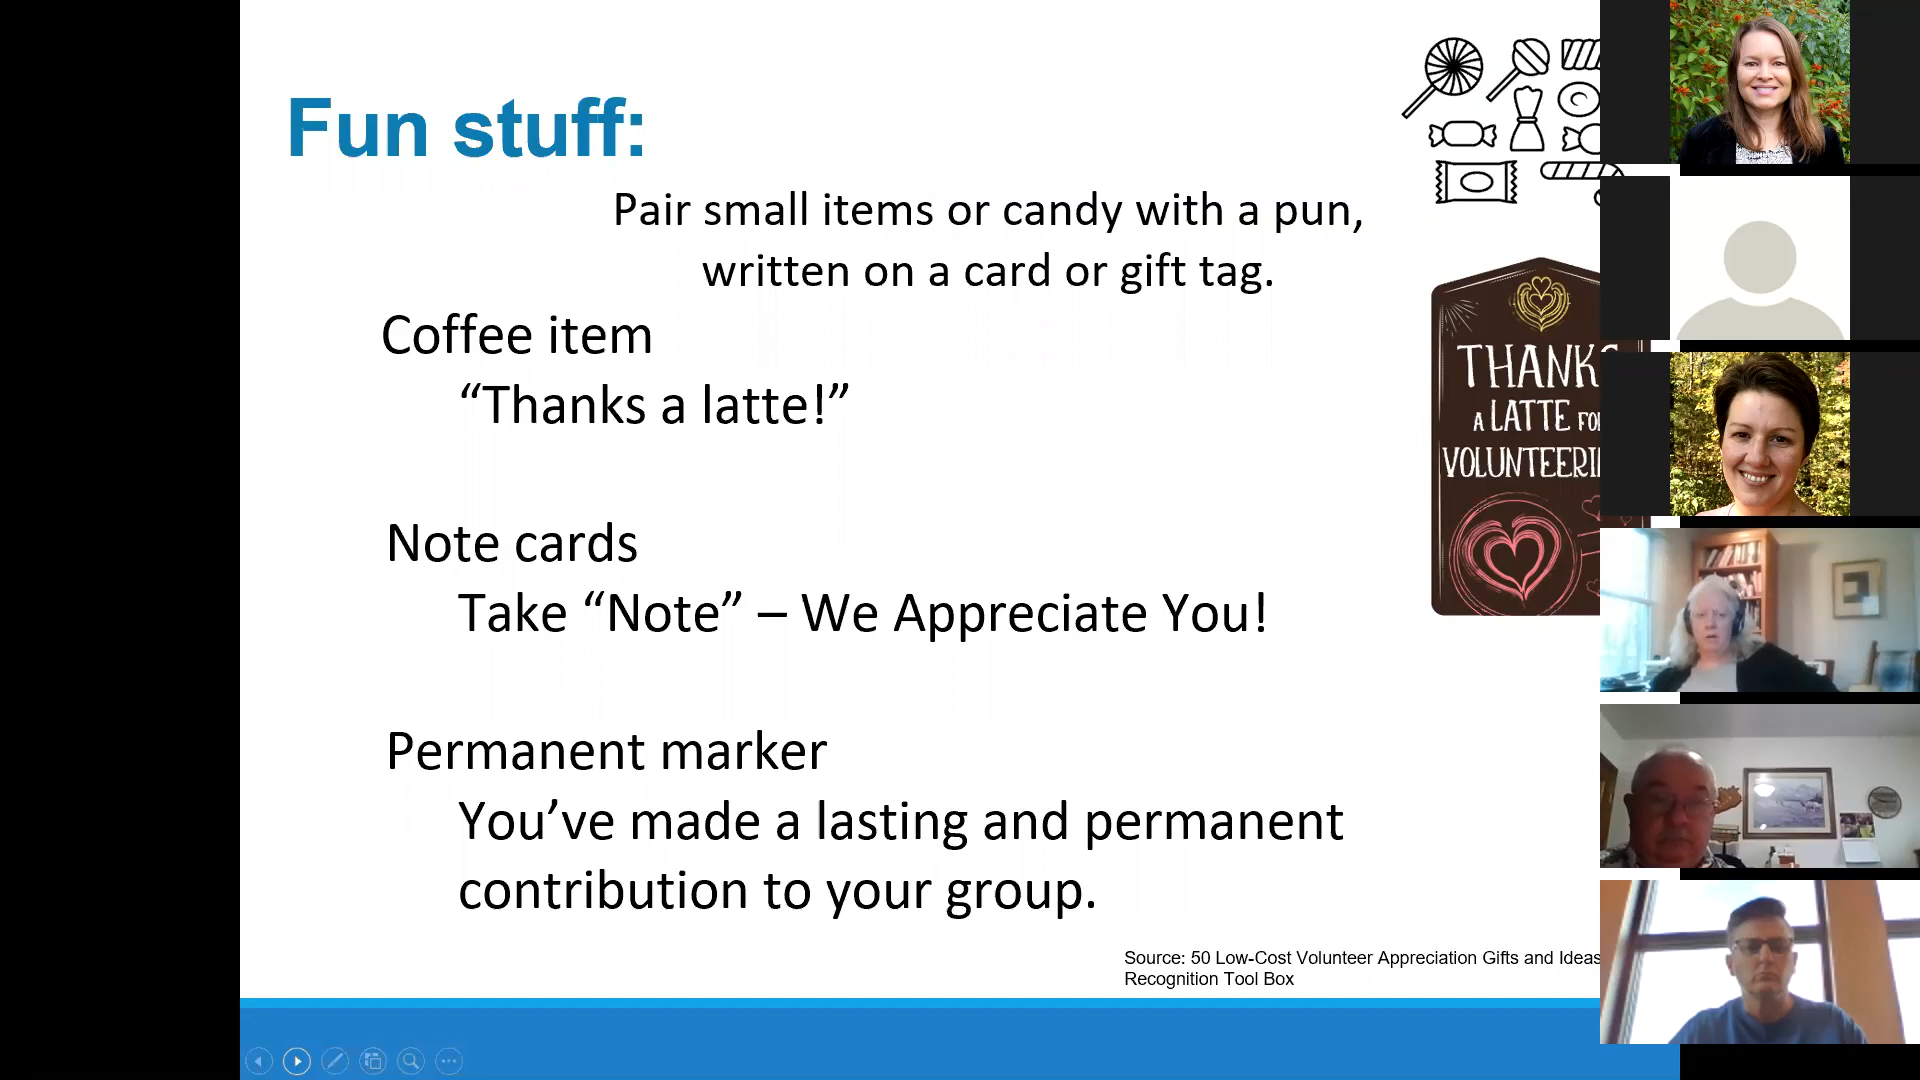 Fun stuff:
Pair small items or candy with a pun,
written on a card or gift tag.
Coffee item
“Thanks a latte!”
Note cards
Take “Note” – We Appreciate You!
Permanent marker
You’ve made a lasting and permanent
contribution to your group.
THANKS
A LATTE FOR
Source: 50 Low-Cost Volunteer Appreciation Gifts and Ideas
Recognition Tool Box